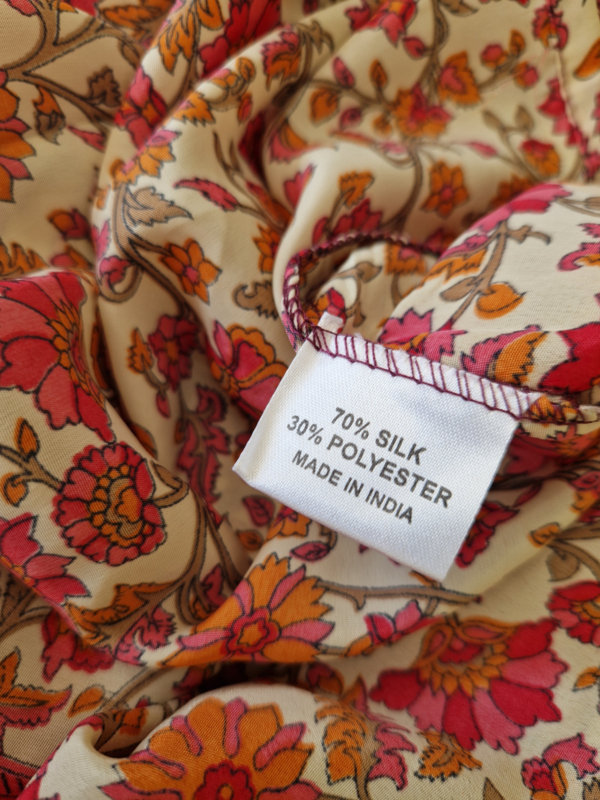 70% SILK
30% POLYESTER
MADE IN INDIA